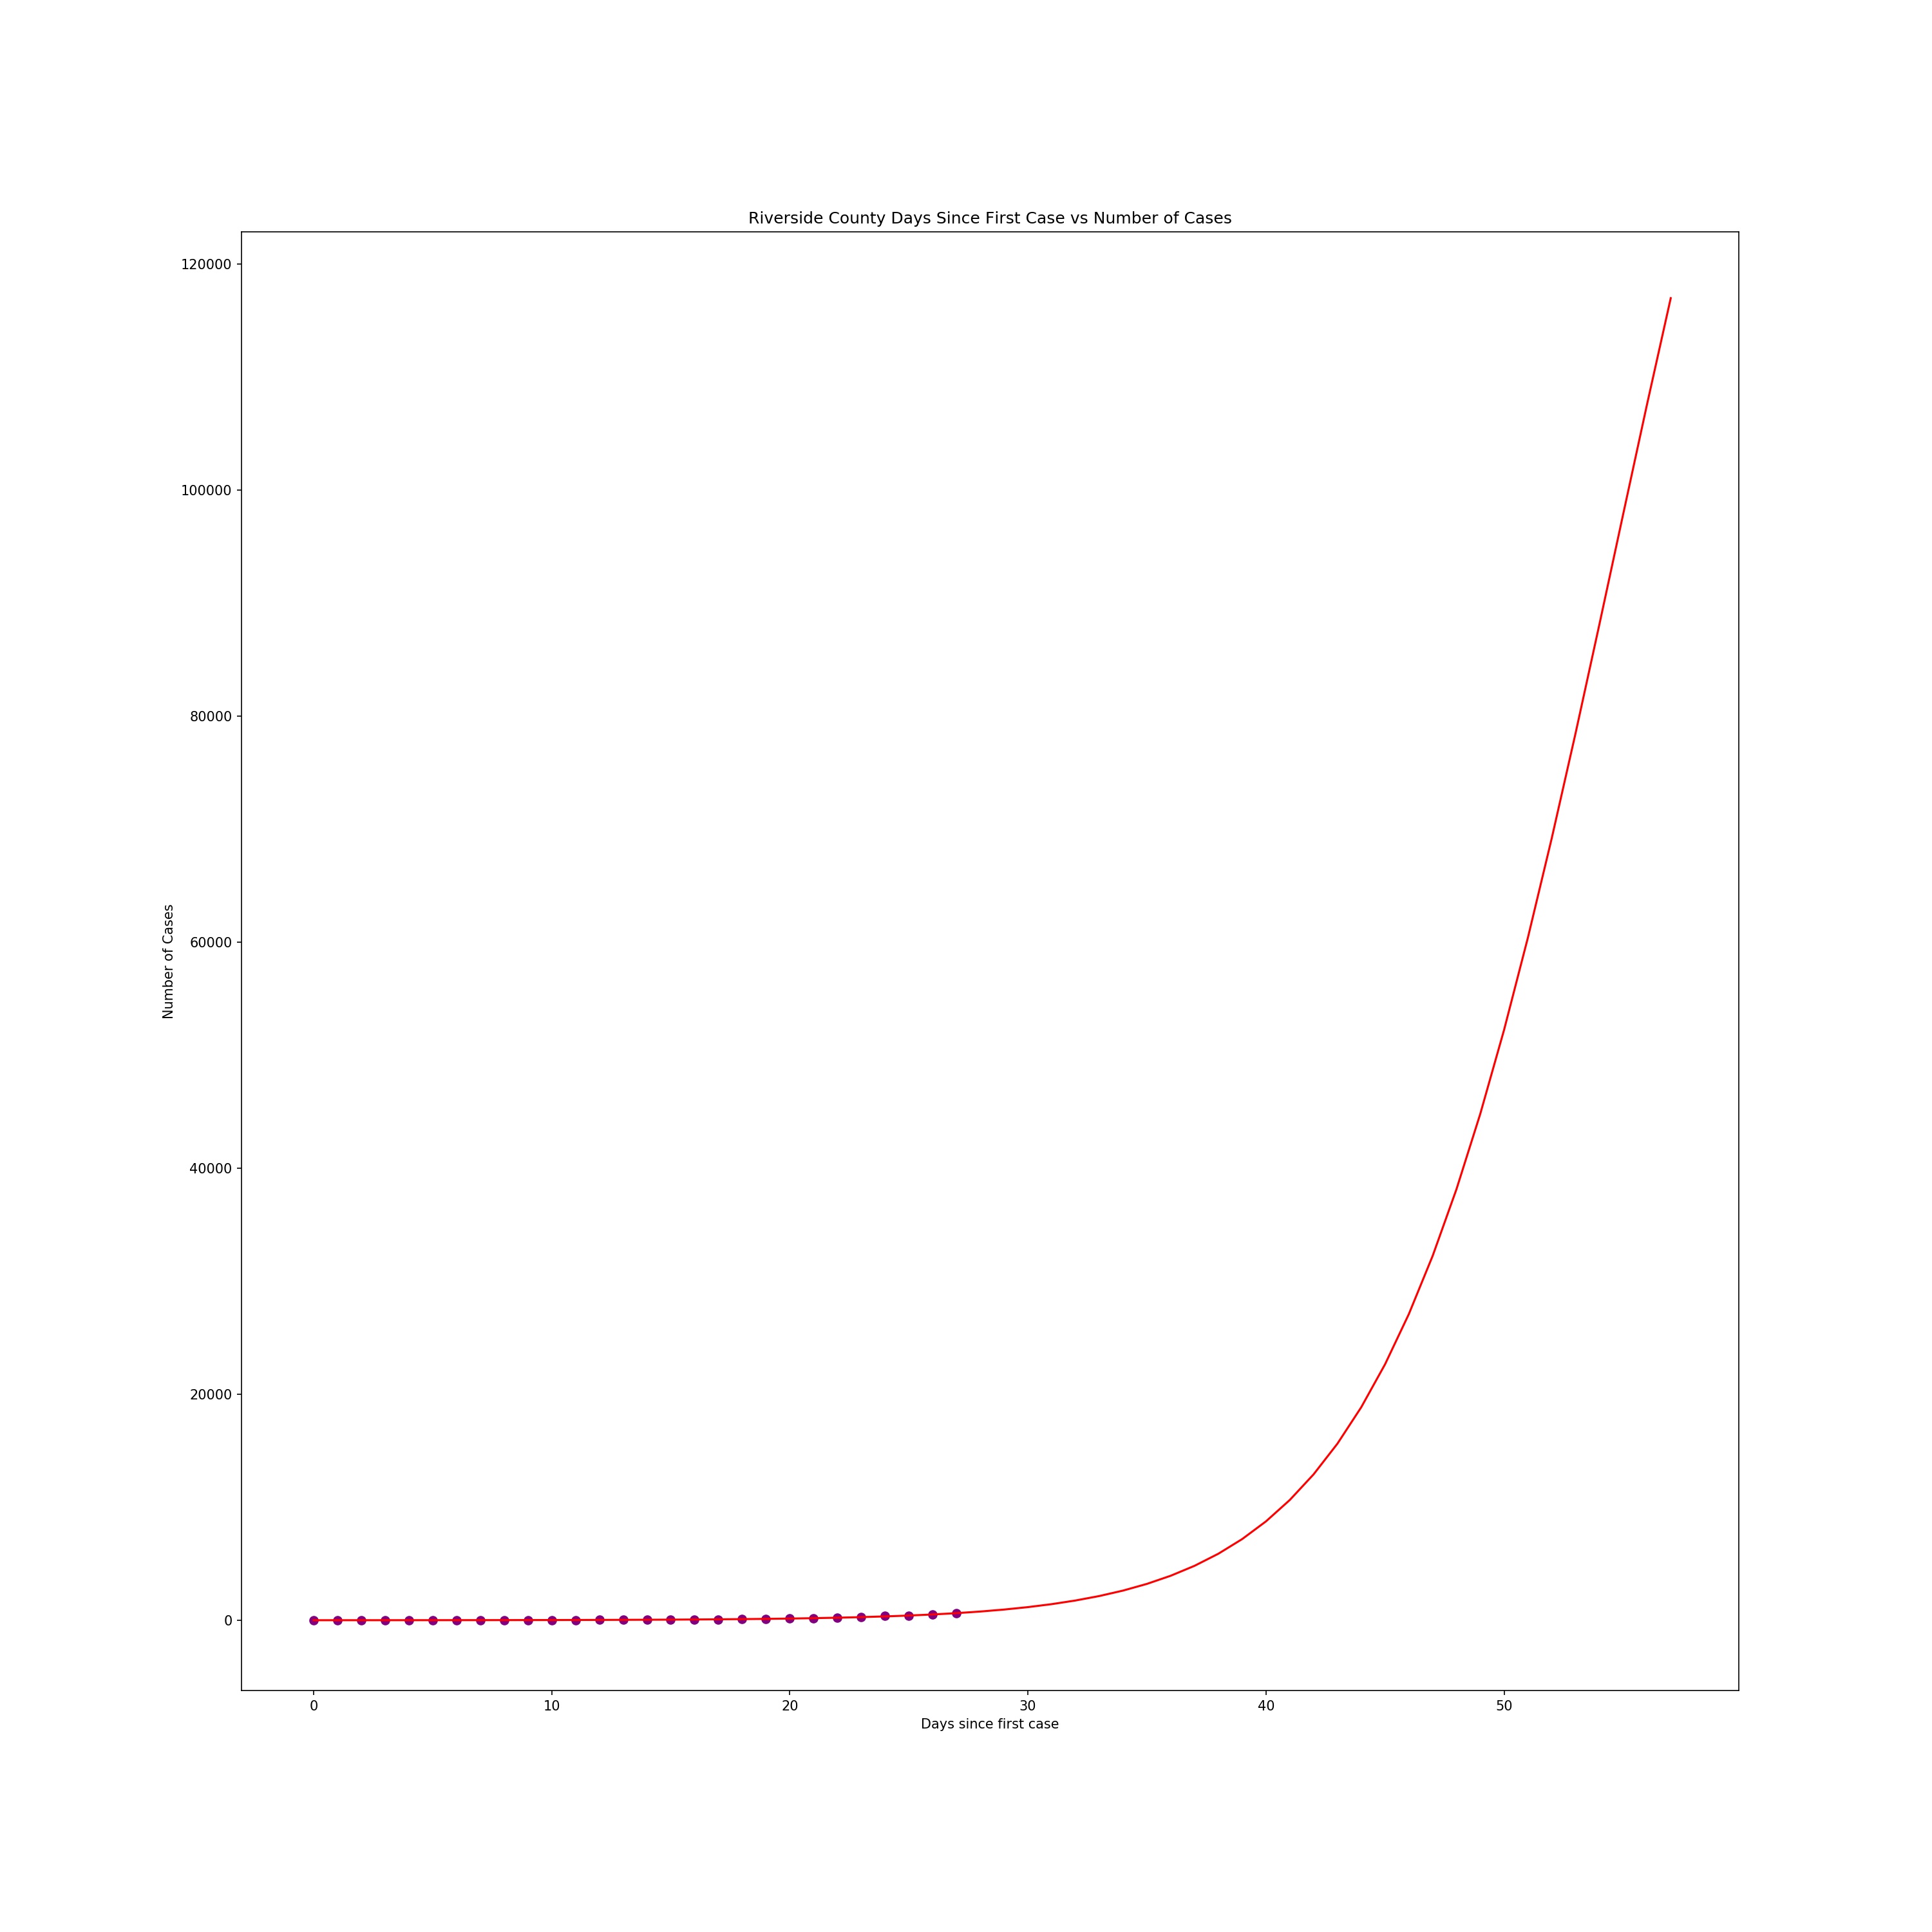 Riverside County Days Since First Case vs Number of Cases
120000
100000
80000
60000
40000
20000
0
Number of Cases
0 10 20 30 40 50
Days since first case